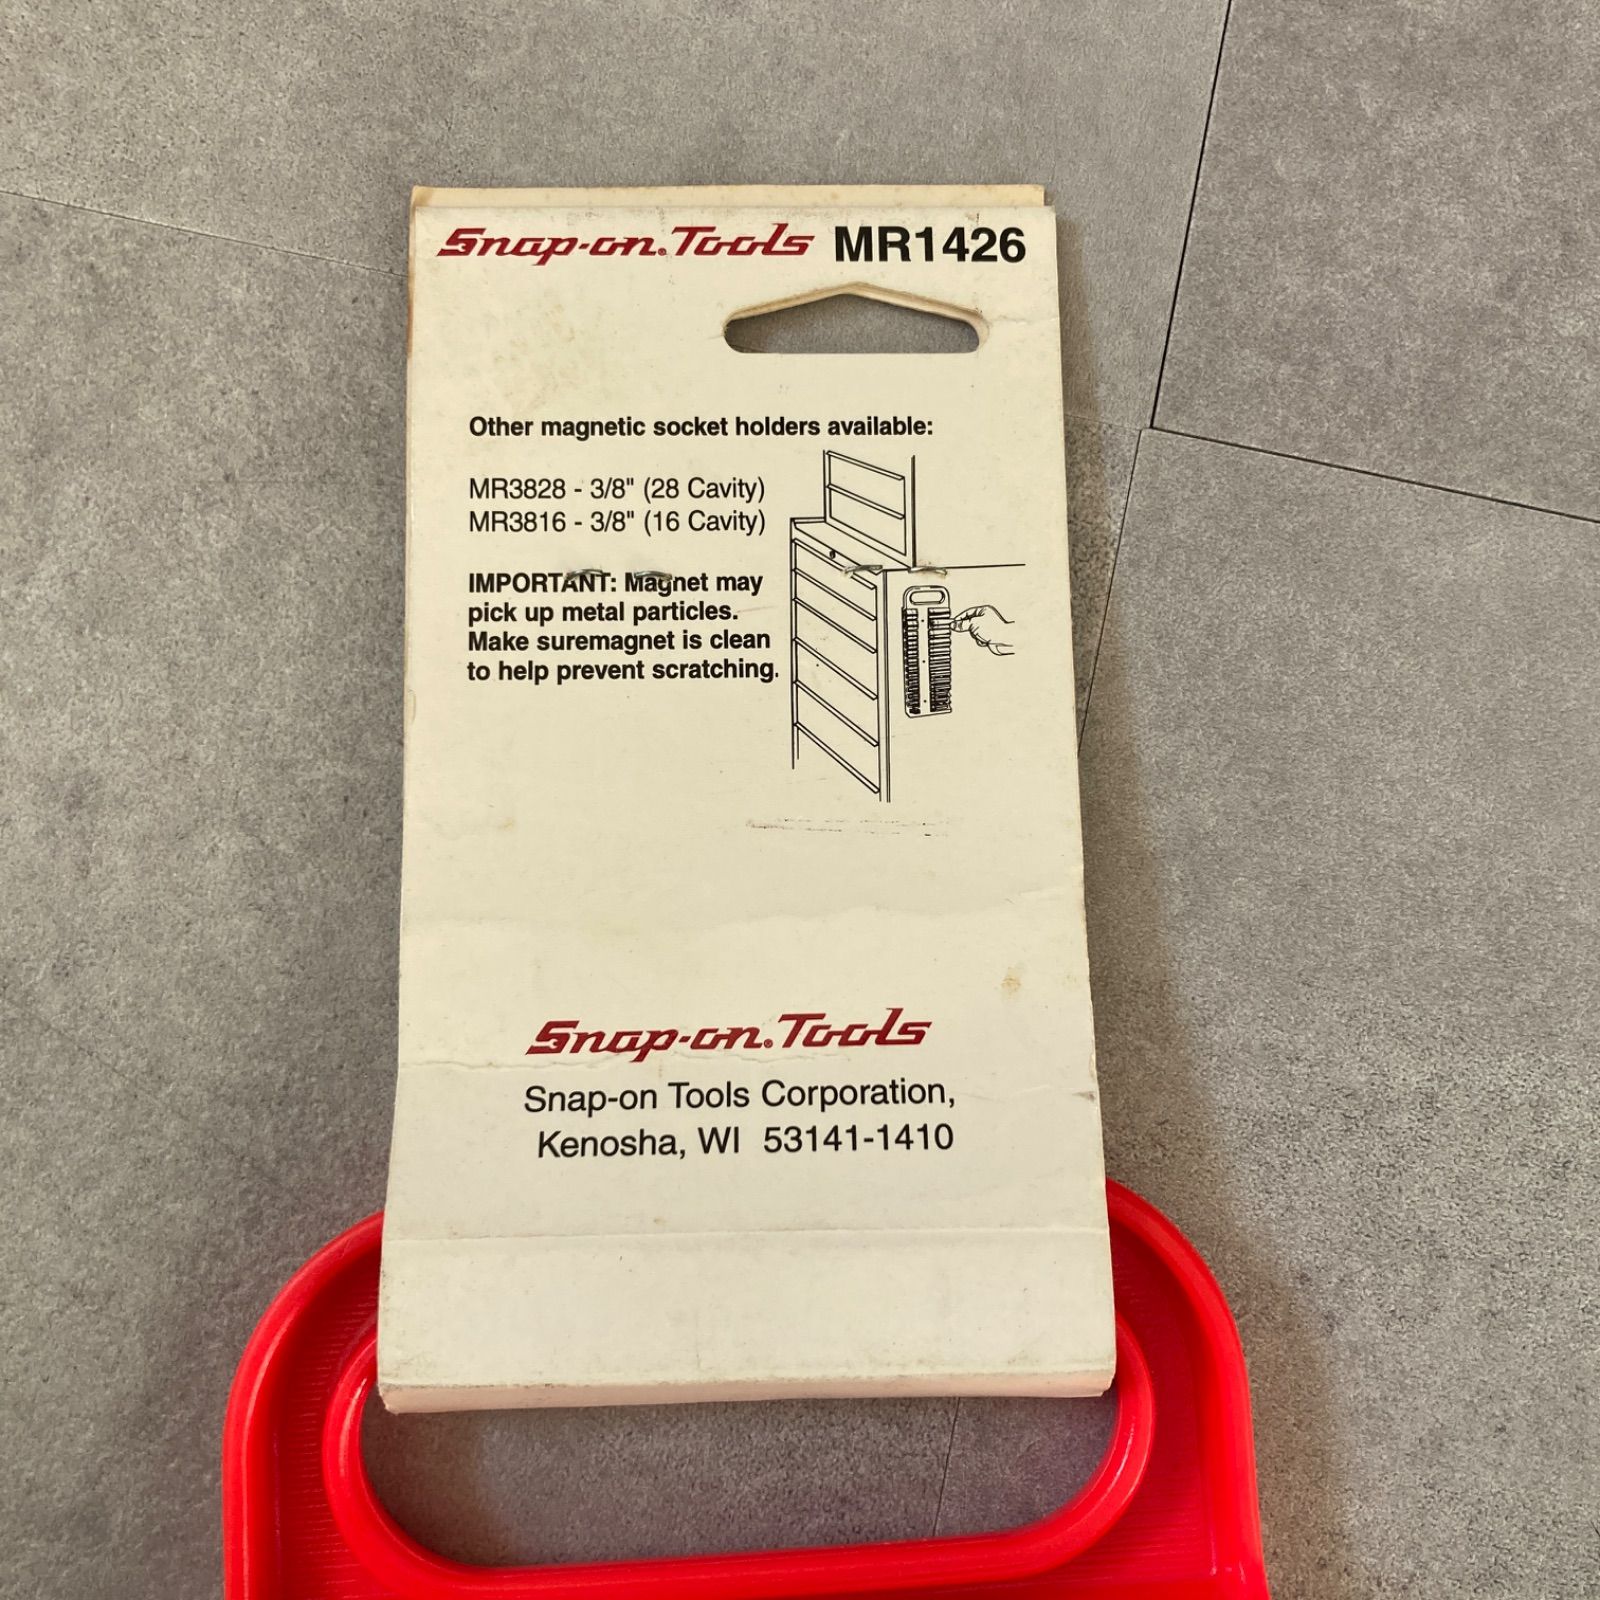 Snap-on Tools MR1426
Other magnetic socket holders available:
MR3828 - 3/8" (28 Cavity)
MR3816 - 3/8" (16 Cavity)
IMPORTANT: Magnet may
pick up metal particles.
Make suremagnet is clean
to help prevent scratching.
Snap-on Tools
Snap-on Tools Corporation,
Kenosha, WI 53141-1410